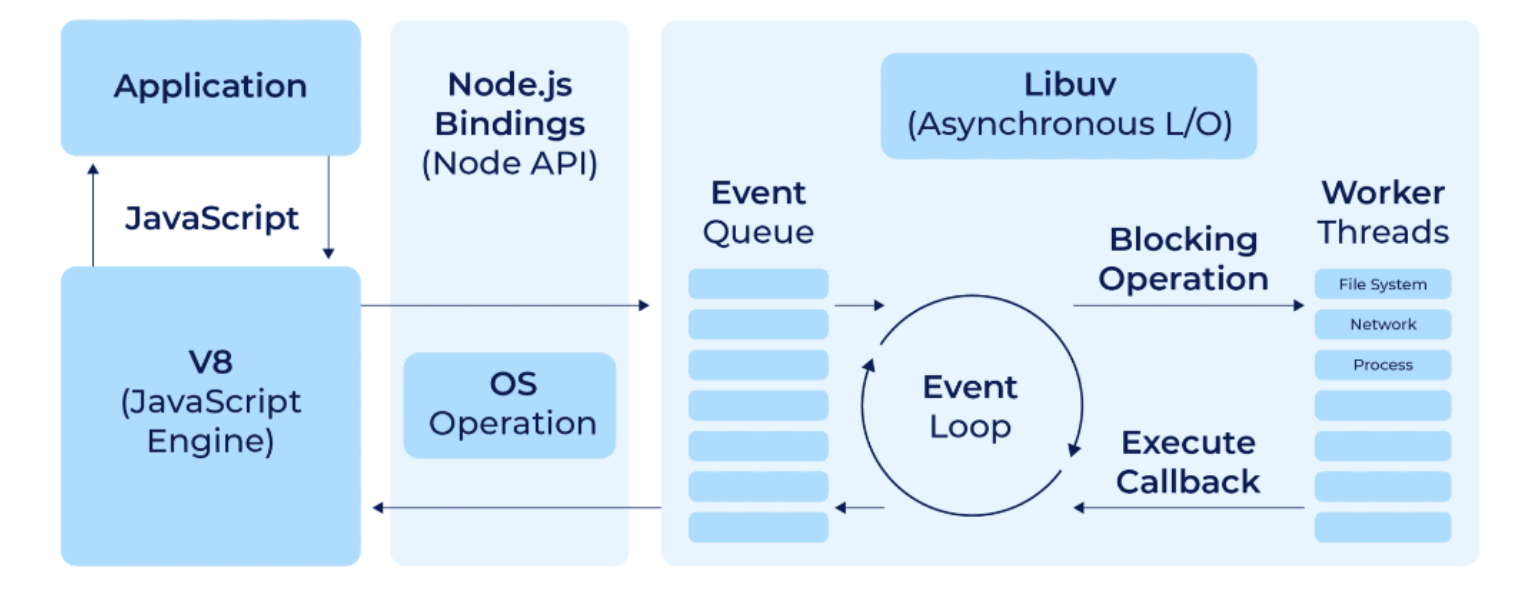 Application
JavaScript
V8
(JavaScript
Engine)
Node.js
Bindings
(Node API)
OS
Operation
Libuv
(Asynchronous L/O)
Event
Queue
Event
Loop
Blocking
Operation
Execute
Callback
Worker
Threads
File System
Network
Process